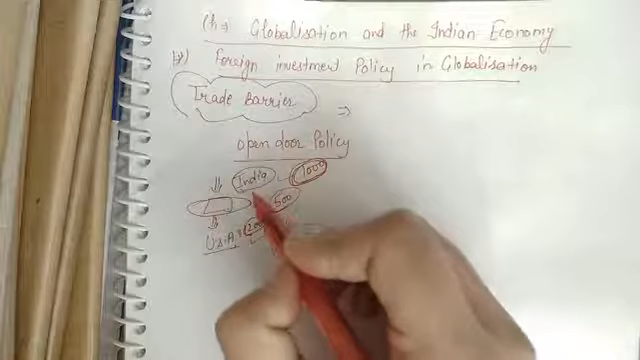 Ch ⇒ Globalisation and the Indian Economy
Foreign investment Policy in Globalisation
Trade Barrier ⇒
Open door Policy
India 1000
500
U.S.A. 200